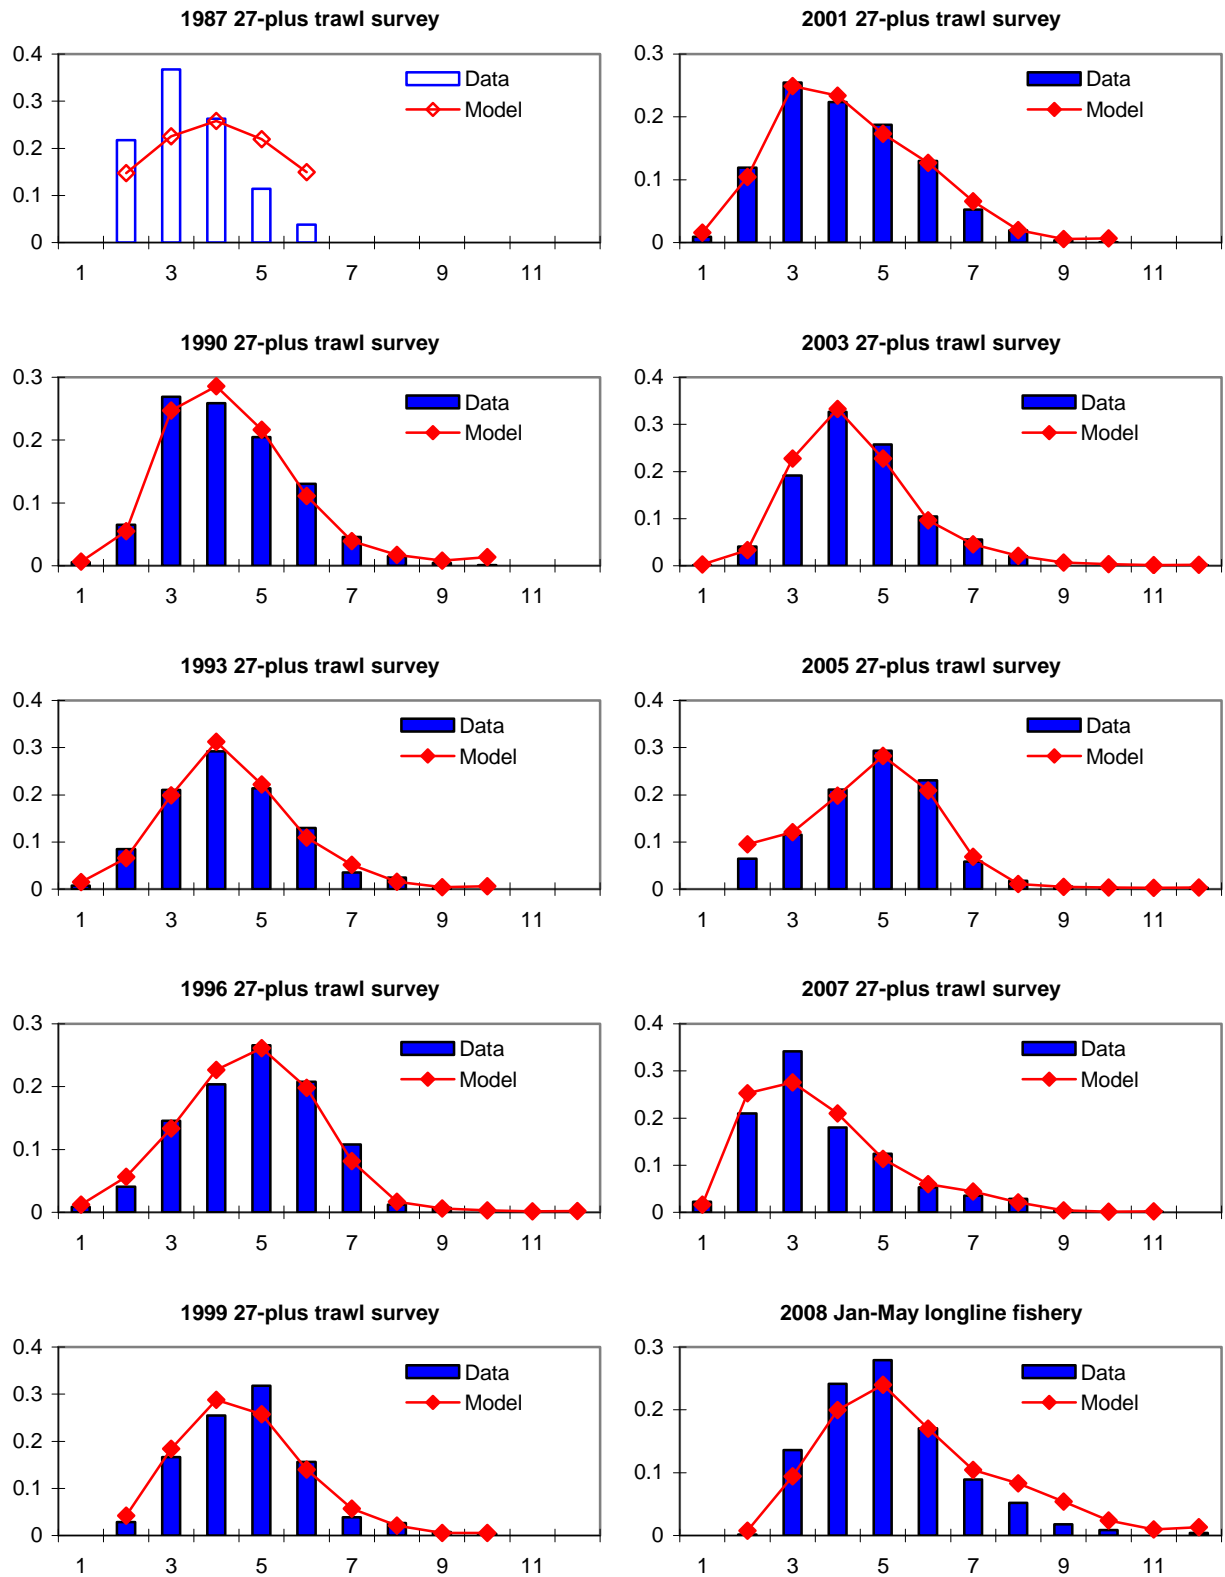 1987 27-plus trawl survey
0.4
0.3
0.2
0.1
0
Data
Model
1 3 5 7 9 11
2001 27-plus trawl survey
0.3
0.2
0.1
0
Data
Model
1 3 5 7 9 11
1990 27-plus trawl survey
0.3
0.2
0.1
0
Data
Model
1 3 5 7 9 11
2003 27-plus trawl survey
0.4
0.3
0.2
0.1
0
Data
Model
1 3 5 7 9 11
1993 27-plus trawl survey
0.4
0.3
0.2
0.1
0
Data
Model
1 3 5 7 9 11
2005 27-plus trawl survey
0.4
0.3
0.2
0.1
0
Data
Model
1 3 5 7 9 11
1996 27-plus trawl survey
0.3
0.2
0.1
0
Data
Model
1 3 5 7 9 11
2007 27-plus trawl survey
0.4
0.3
0.2
0.1
0
Data
Model
1 3 5 7 9 11
1999 27-plus trawl survey
0.4
0.3
0.2
0.1
0
Data
Model
1 3 5 7 9 11
2008 Jan-May longline fishery
0.3
0.2
0.1
0
Data
Model
1 3 5 7 9 11